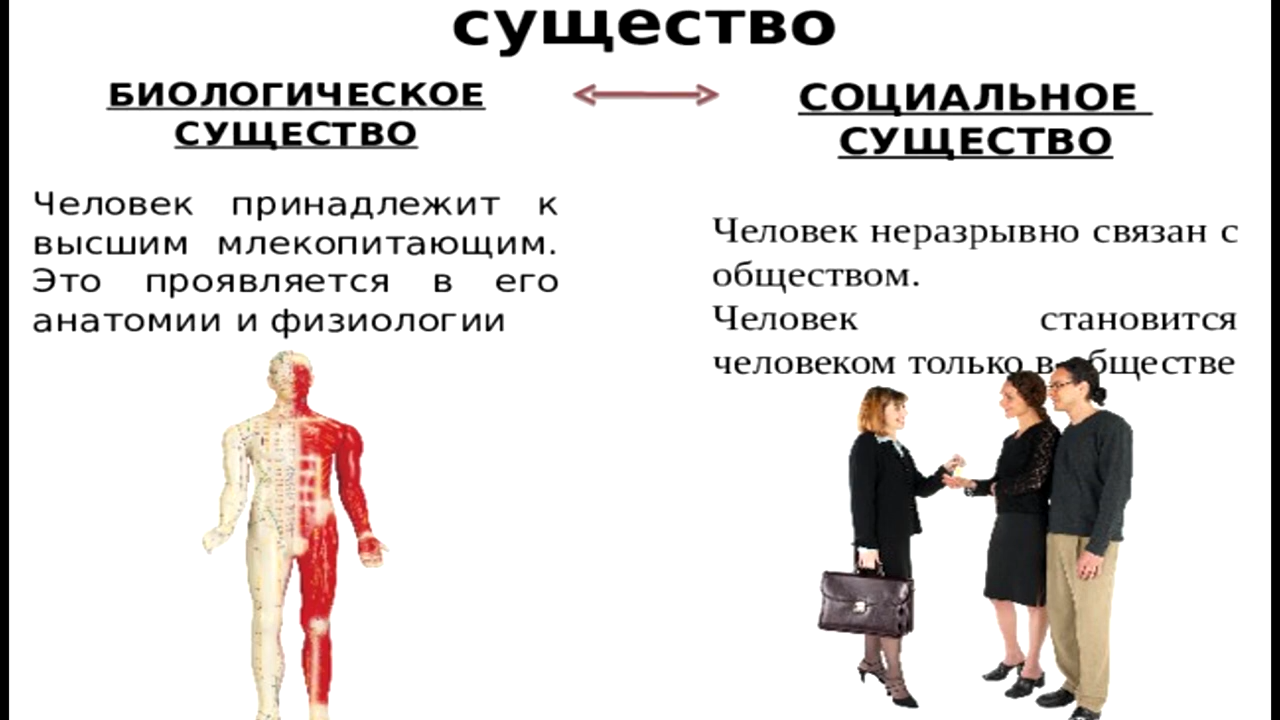 существо
БИОЛОГИЧЕСКОЕ
СУЩЕСТВО
Человек принадлежит к
высшим млекопитающим.
Это проявляется в его
анатомии и физиологии
СОЦИАЛЬНОЕ
СУЩЕСТВО
Человек неразрывно связан с
обществом.
Человек становится
человеком только в обществе